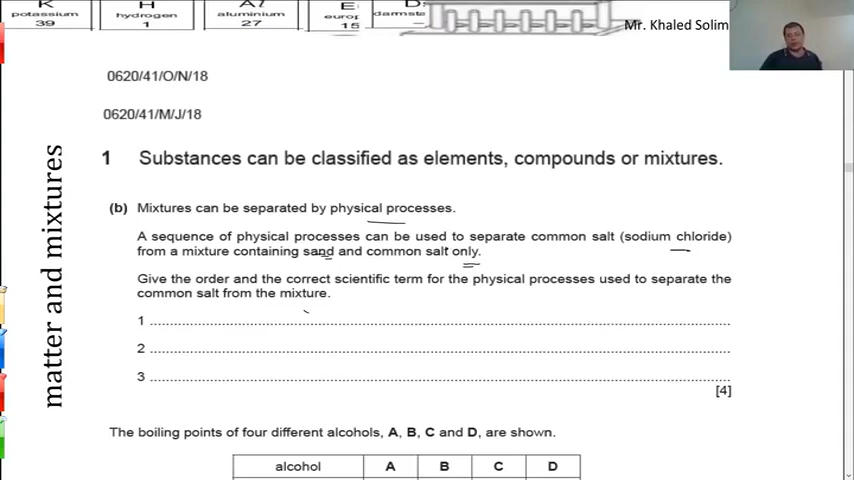 K
potassium
39
H
hydrogen
1
Al
aluminium
27
E
europ
15
D
darmsta
Mr. Khaled Solim
0620/41/O/N/18
0620/41/M/J/18
matter and mixtures
1 Substances can be classified as elements, compounds or mixtures.
(b) Mixtures can be separated by physical processes.
A sequence of physical processes can be used to separate common salt (sodium chloride)
from a mixture containing sand and common salt only.
Give the order and the correct scientific term for the physical processes used to separate the
common salt from the mixture.
1
2
3
[4]
The boiling points of four different alcohols, A, B, C and D, are shown.
alcohol A B C D